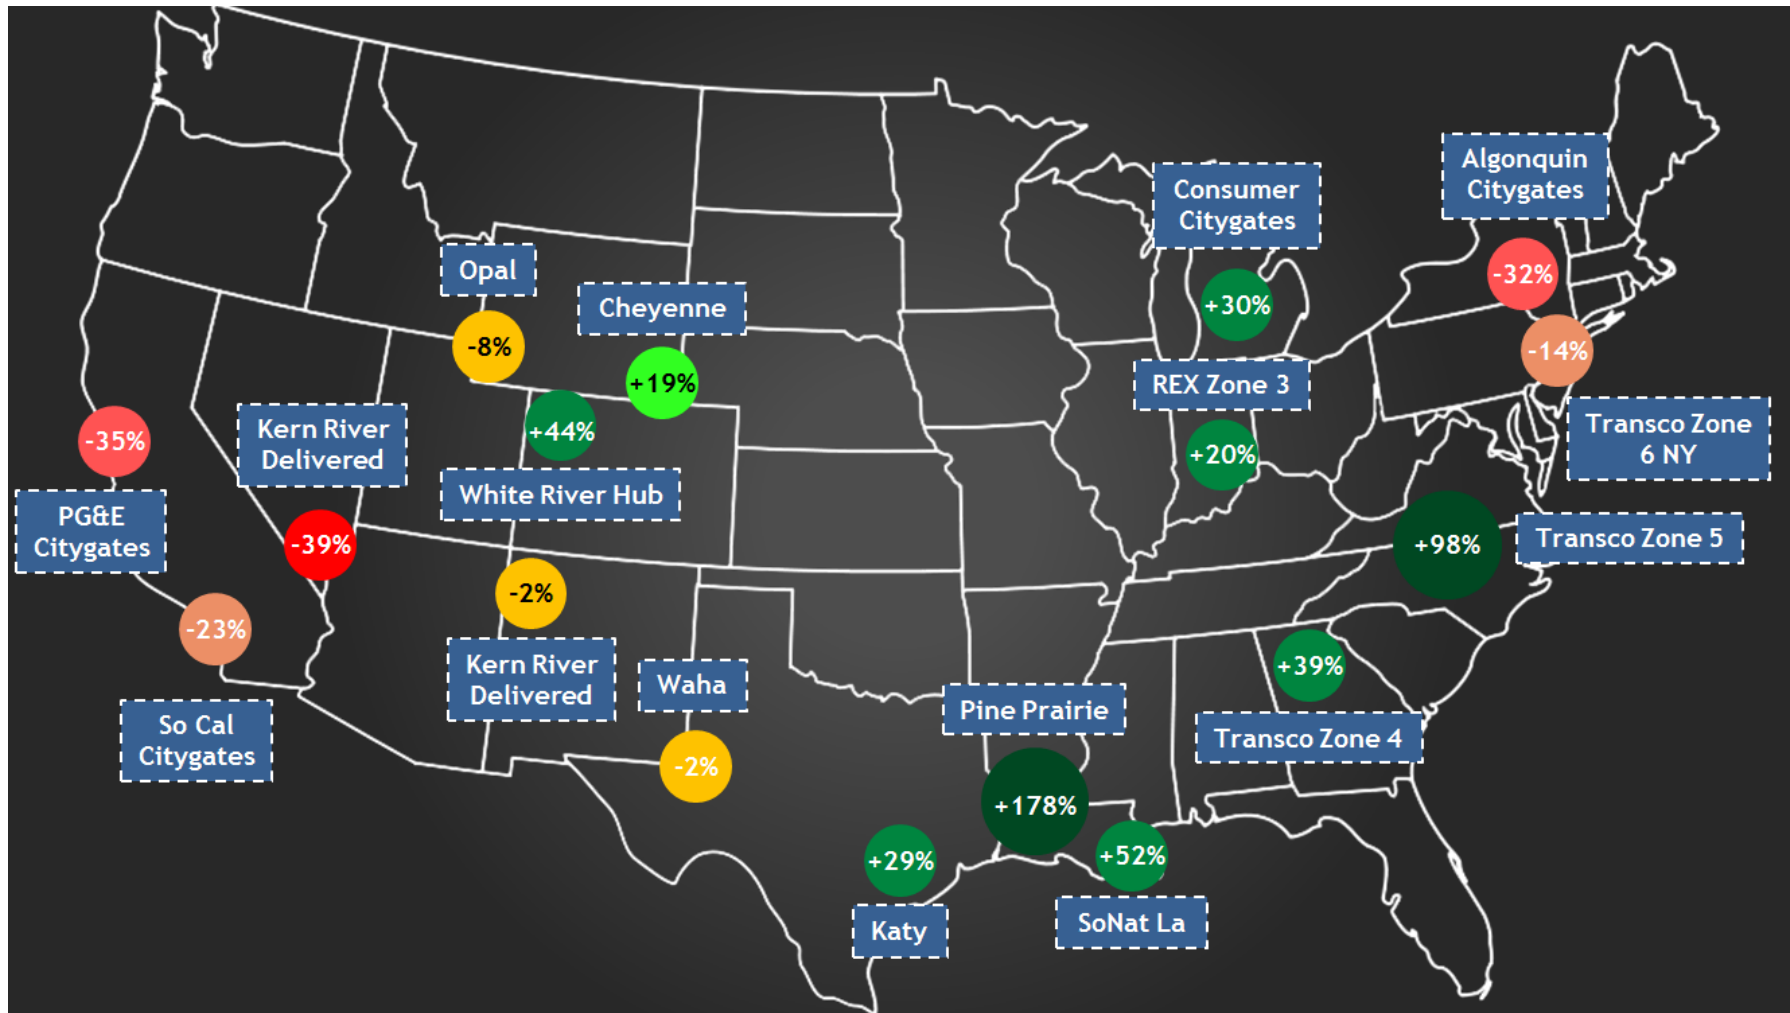 Algonquin
Citygates
-32%
Consumer
Citygates
+30%
Opal
-8%
Cheyenne
+19%
-14%
Transco Zone
6 NY
REX Zone 3
+20%
Kern River
Delivered
-39%
+44%
White River Hub
-35%
PG&E
Citygates
+98%
Transco Zone 5
-2%
Kern River
Delivered
-23%
So Cal
Citygates
Waha
-2%
+39%
Transco Zone 4
Pine Prairie
+178%
+29%
Katy
+52%
SoNat La